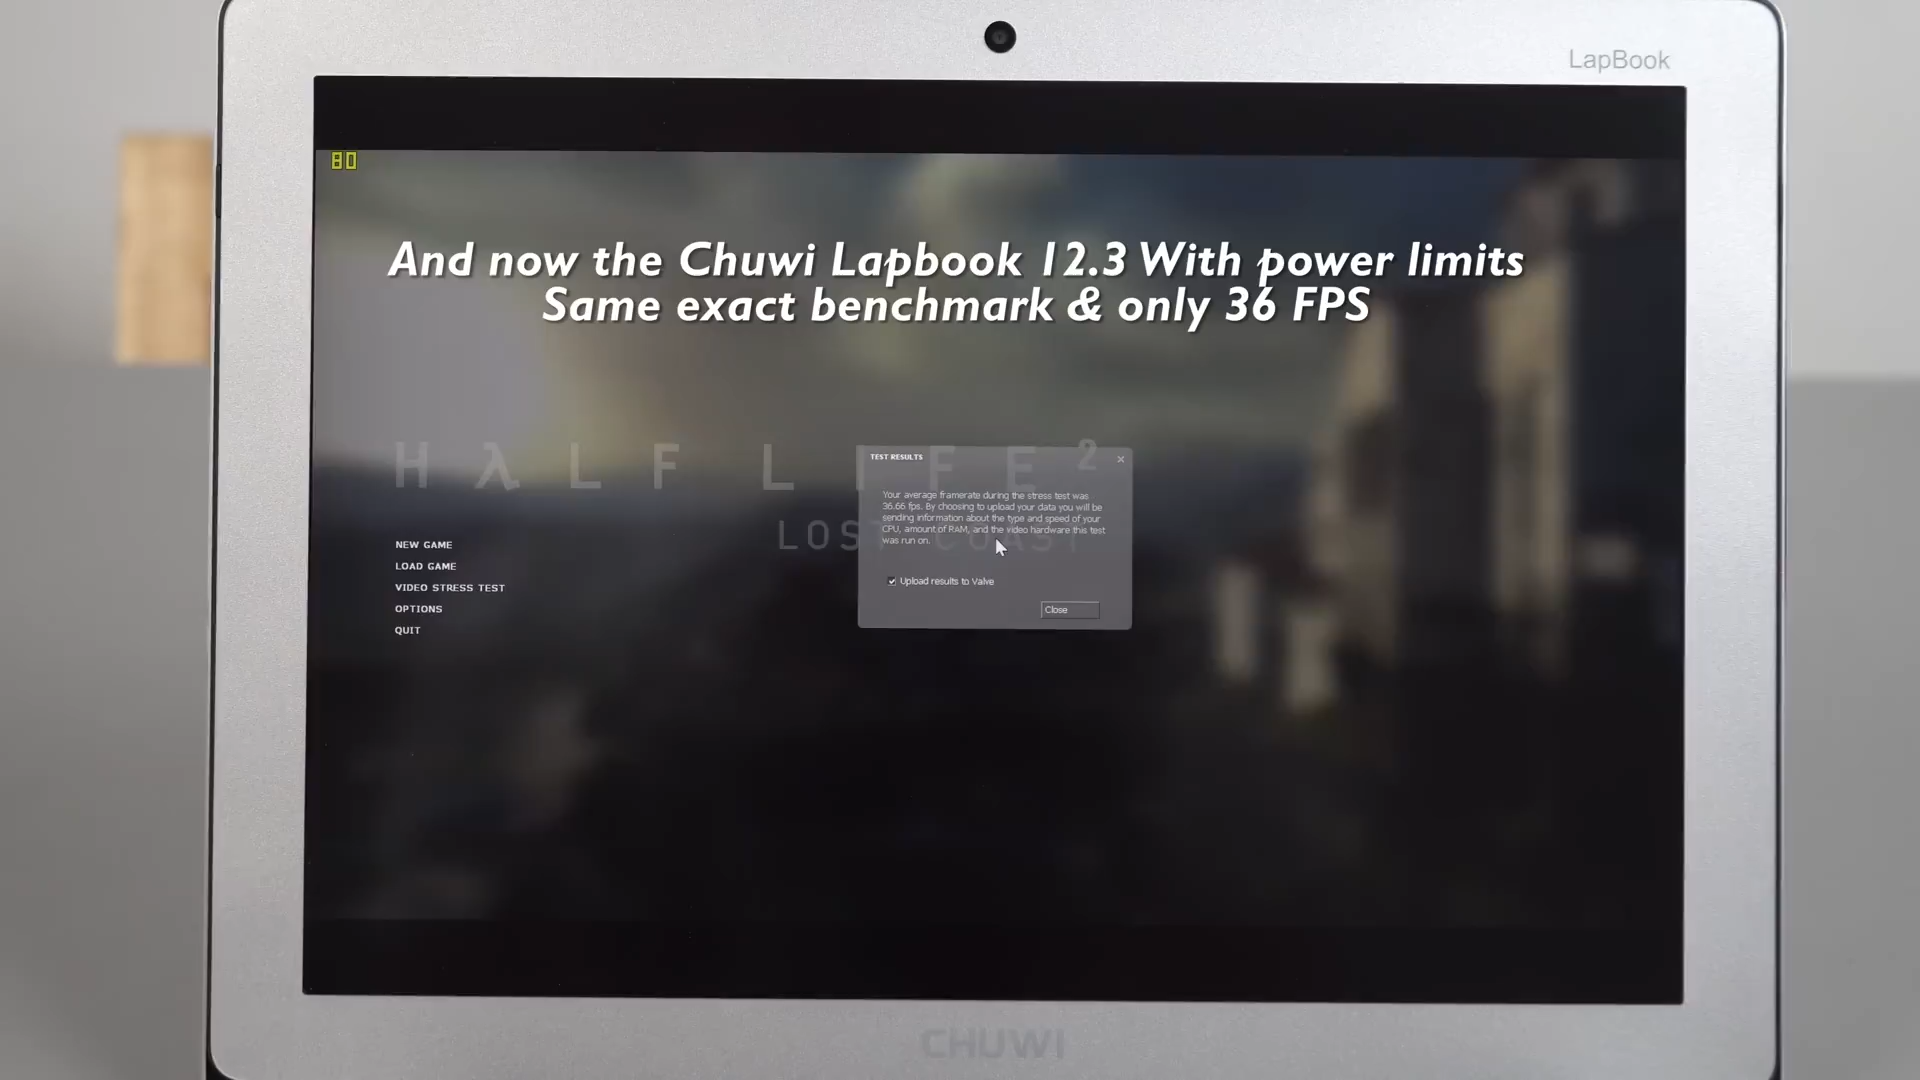 LapBook
80
And now the Chuwi Lapbook 12.3 With power limits
Same exact benchmark & only 36 FPS
HλLF LIFE²
LOST COAST
TEST RESULTS
Your average framerate during the stress test was
36.66 fps. By choosing to upload your data you will be
sending information about the type and speed of your
CPU, amount of RAM, and the video hardware this test
was run on.
Upload results to Valve
Close
NEW GAME
LOAD GAME
VIDEO STRESS TEST
OPTIONS
QUIT
CHUWI